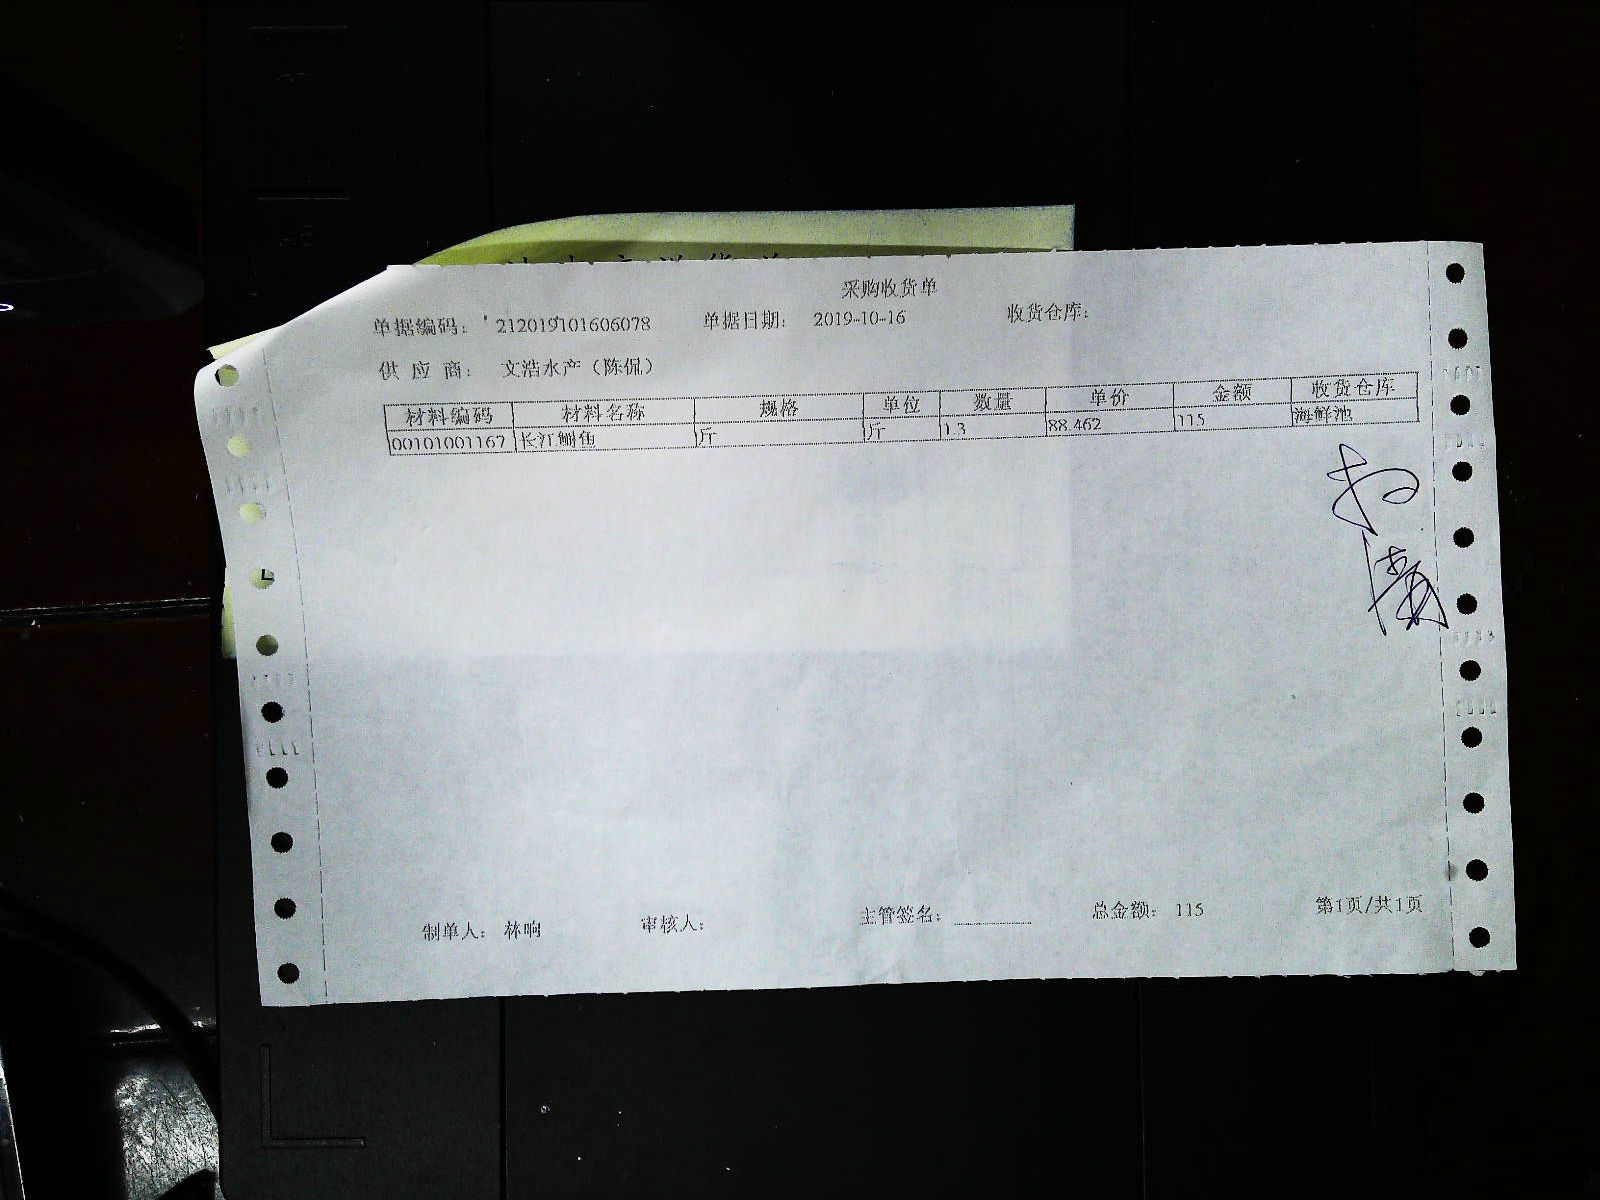 采购收货单
单据编码: 212019101606078 单据日期: 2019-10-16 收货仓库:
供应商: 文浩水产（陈侃）
材料编码 材料名称 规格 单位 数量 单价 金额 收货仓库
00101001167 长江鮰鱼 斤 斤 1.3 88.462 115 海鲜池
制单人: 林响 审核人: 主管签名: 总金额: 115 第1页/共1页